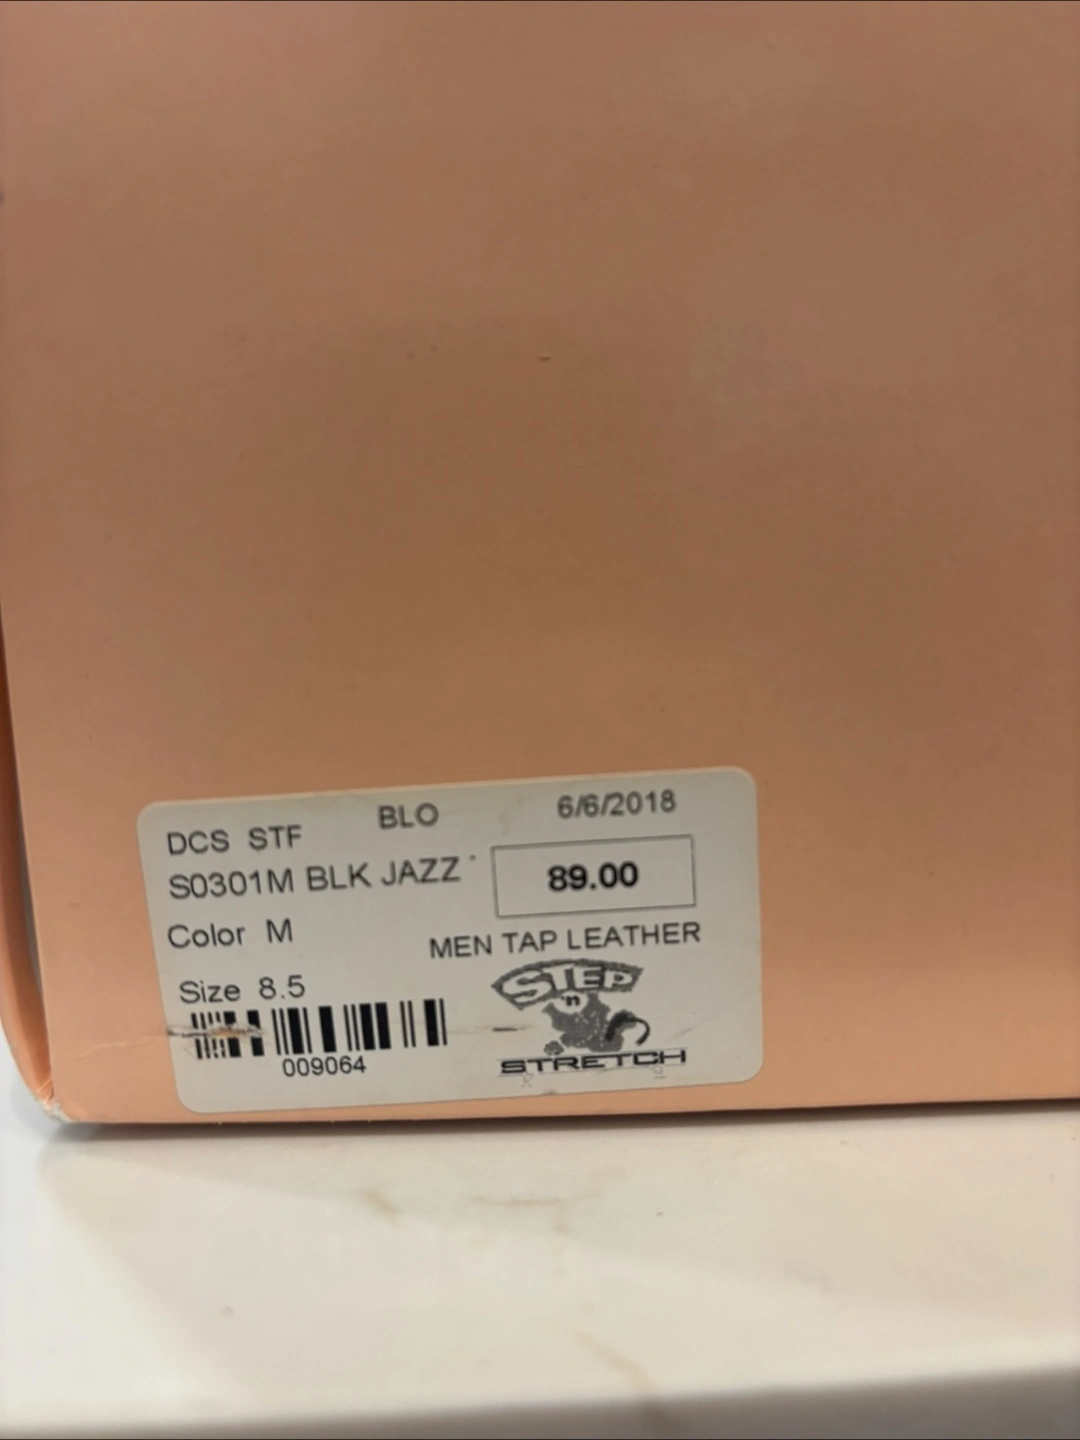 DCS STF BLO 6/6/2018
S0301M BLK JAZZ 89.00
Color M
MEN TAP LEATHER
Size 8.5
STEP
'n
STRETCH
009064